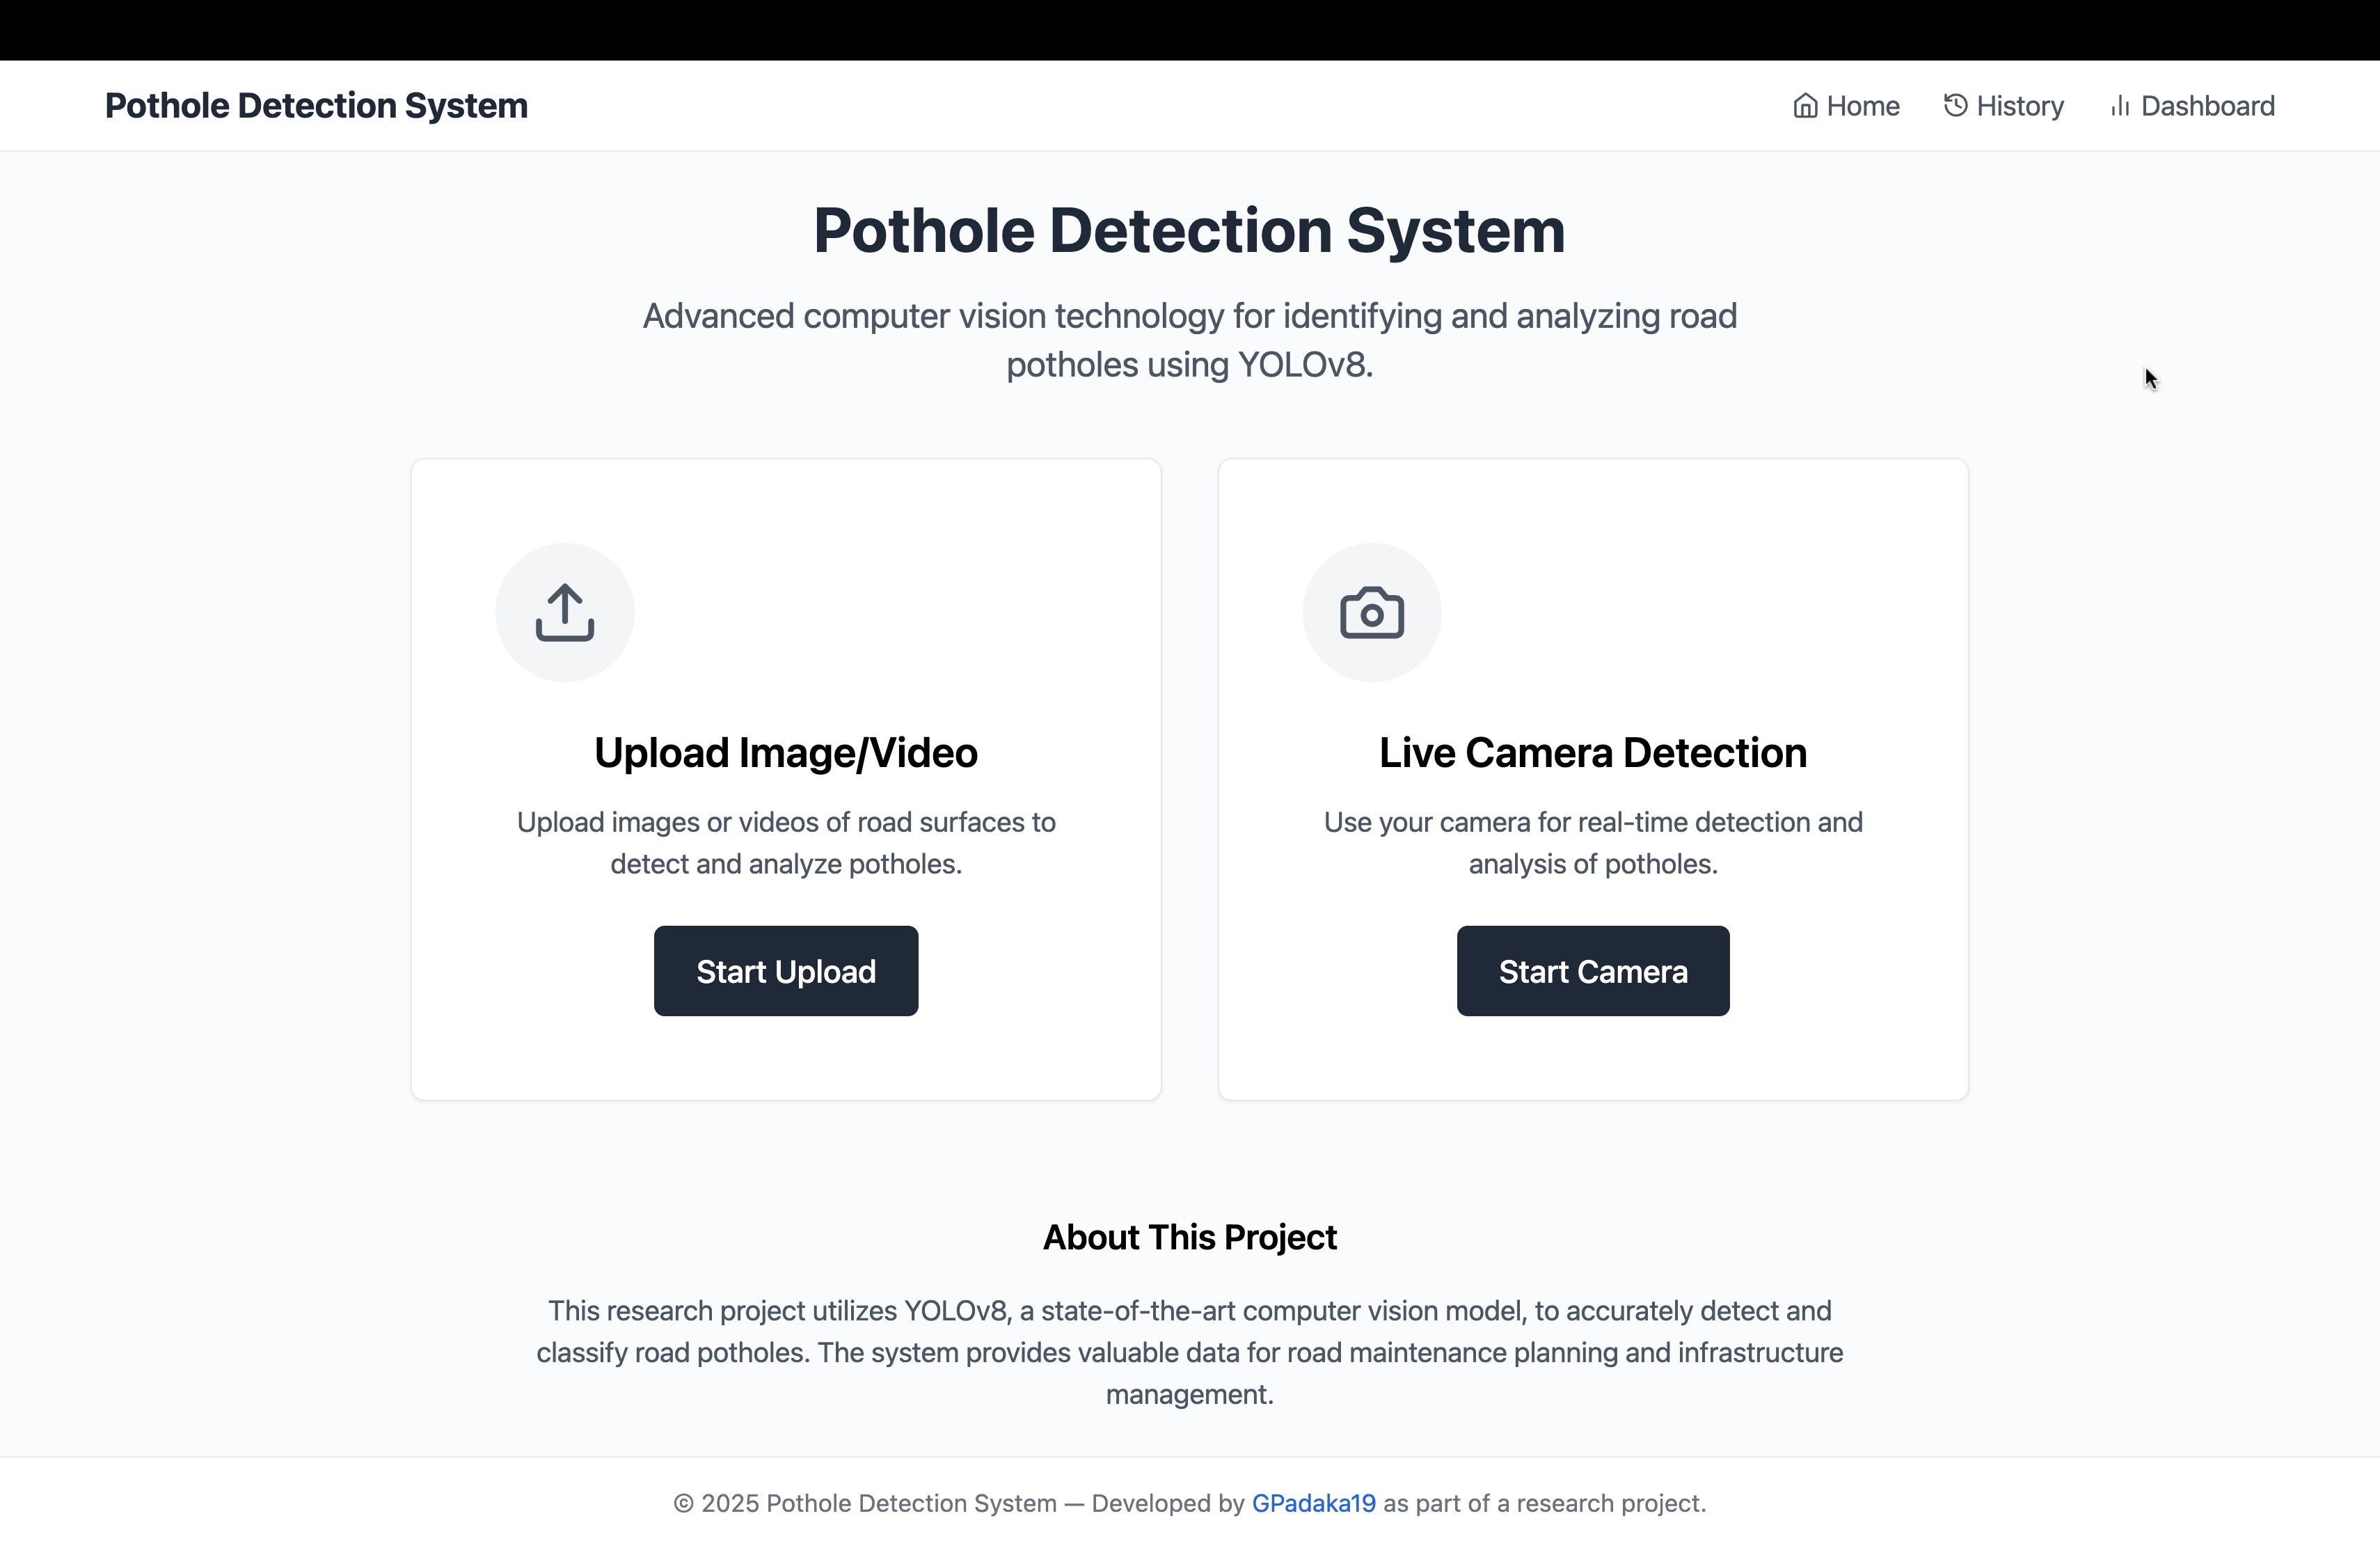 Pothole Detection System
Home
History
Dashboard
Pothole Detection System
Advanced computer vision technology for identifying and analyzing road
potholes using YOLOv8.
Upload Image/Video
Upload images or videos of road surfaces to
detect and analyze potholes.
Start Upload
Live Camera Detection
Use your camera for real-time detection and
analysis of potholes.
Start Camera
About This Project
This research project utilizes YOLOv8, a state-of-the-art computer vision model, to accurately detect and
classify road potholes. The system provides valuable data for road maintenance planning and infrastructure
management.
© 2025 Pothole Detection System — Developed by GPadaka19 as part of a research project.